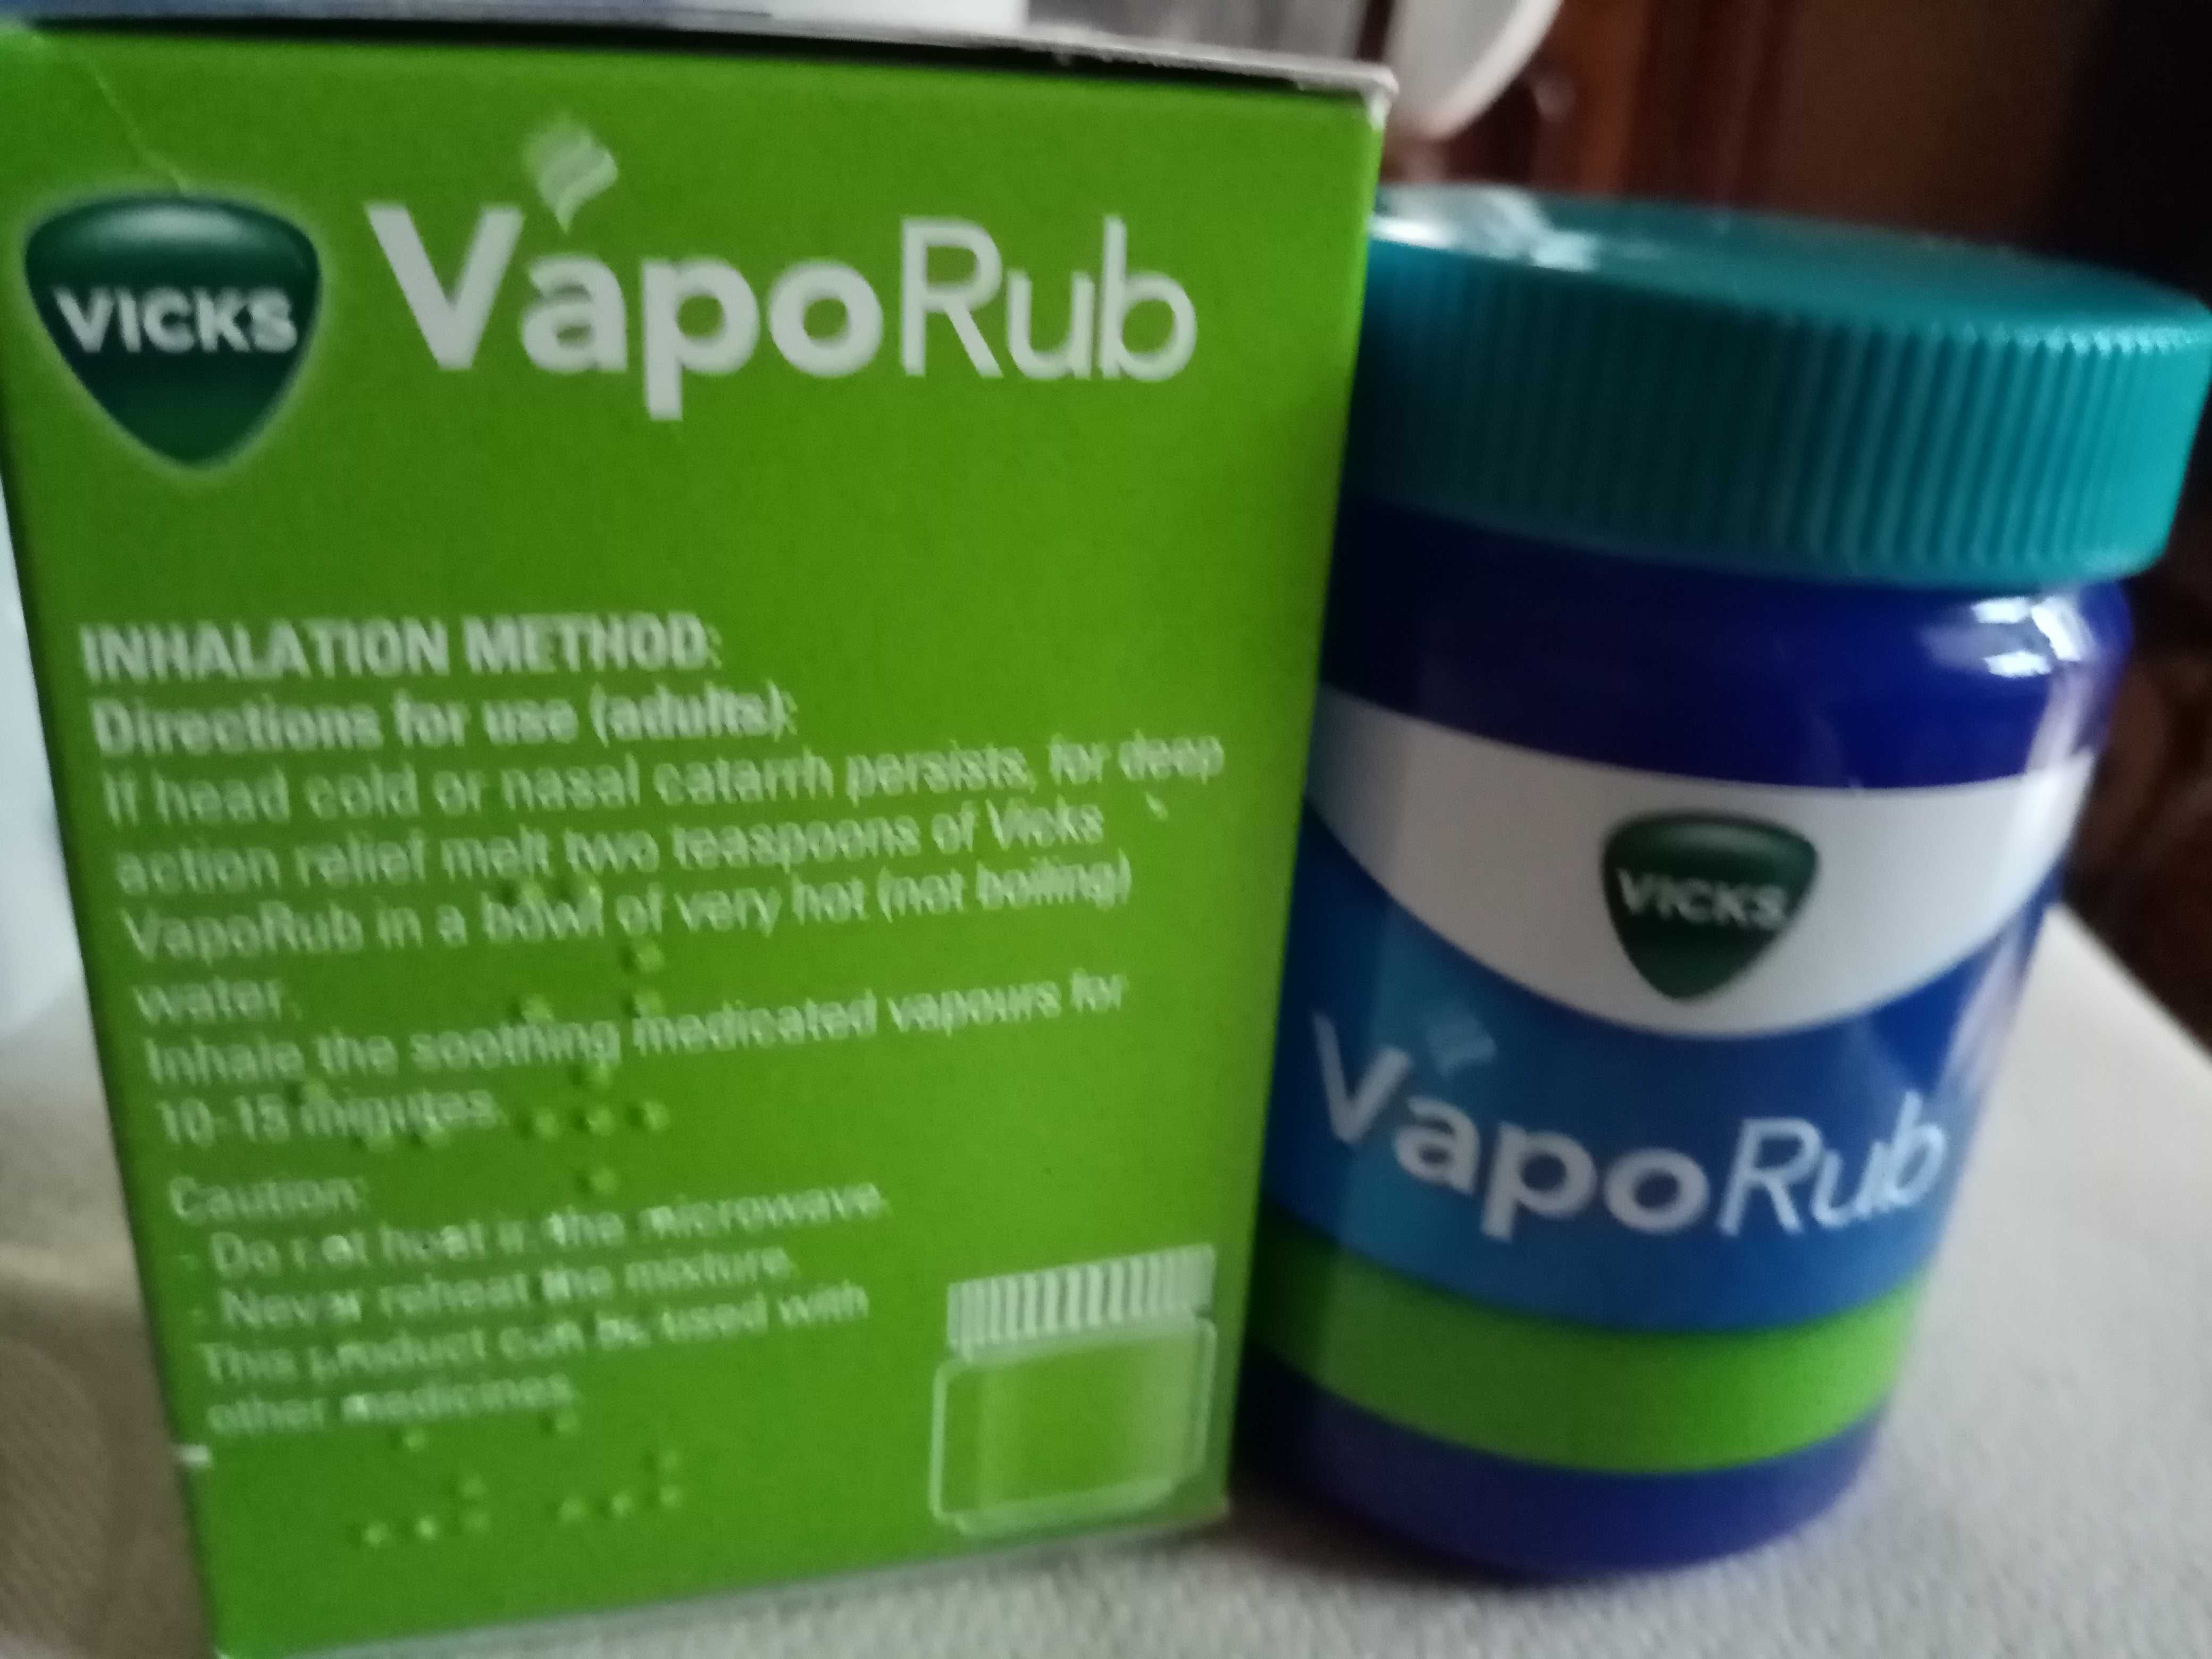 VICKS VapoRub
INHALATION METHOD:
Directions for use (adults):
If head cold or nasal catarrh persists, for deep
action relief melt two teaspoons of Vicks
VapoRub in a bowl of very hot (not boiling)
water.
Inhale the soothing medicated vapours for
10-15 minutes.
Caution:
- Do not heat in the microwave.
- Never reheat the mixture.
This product can be used with
other medicines.
VICKS
VapoRub